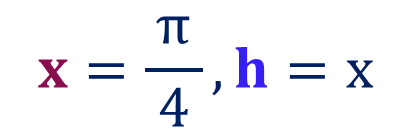 x = π/4, h = x